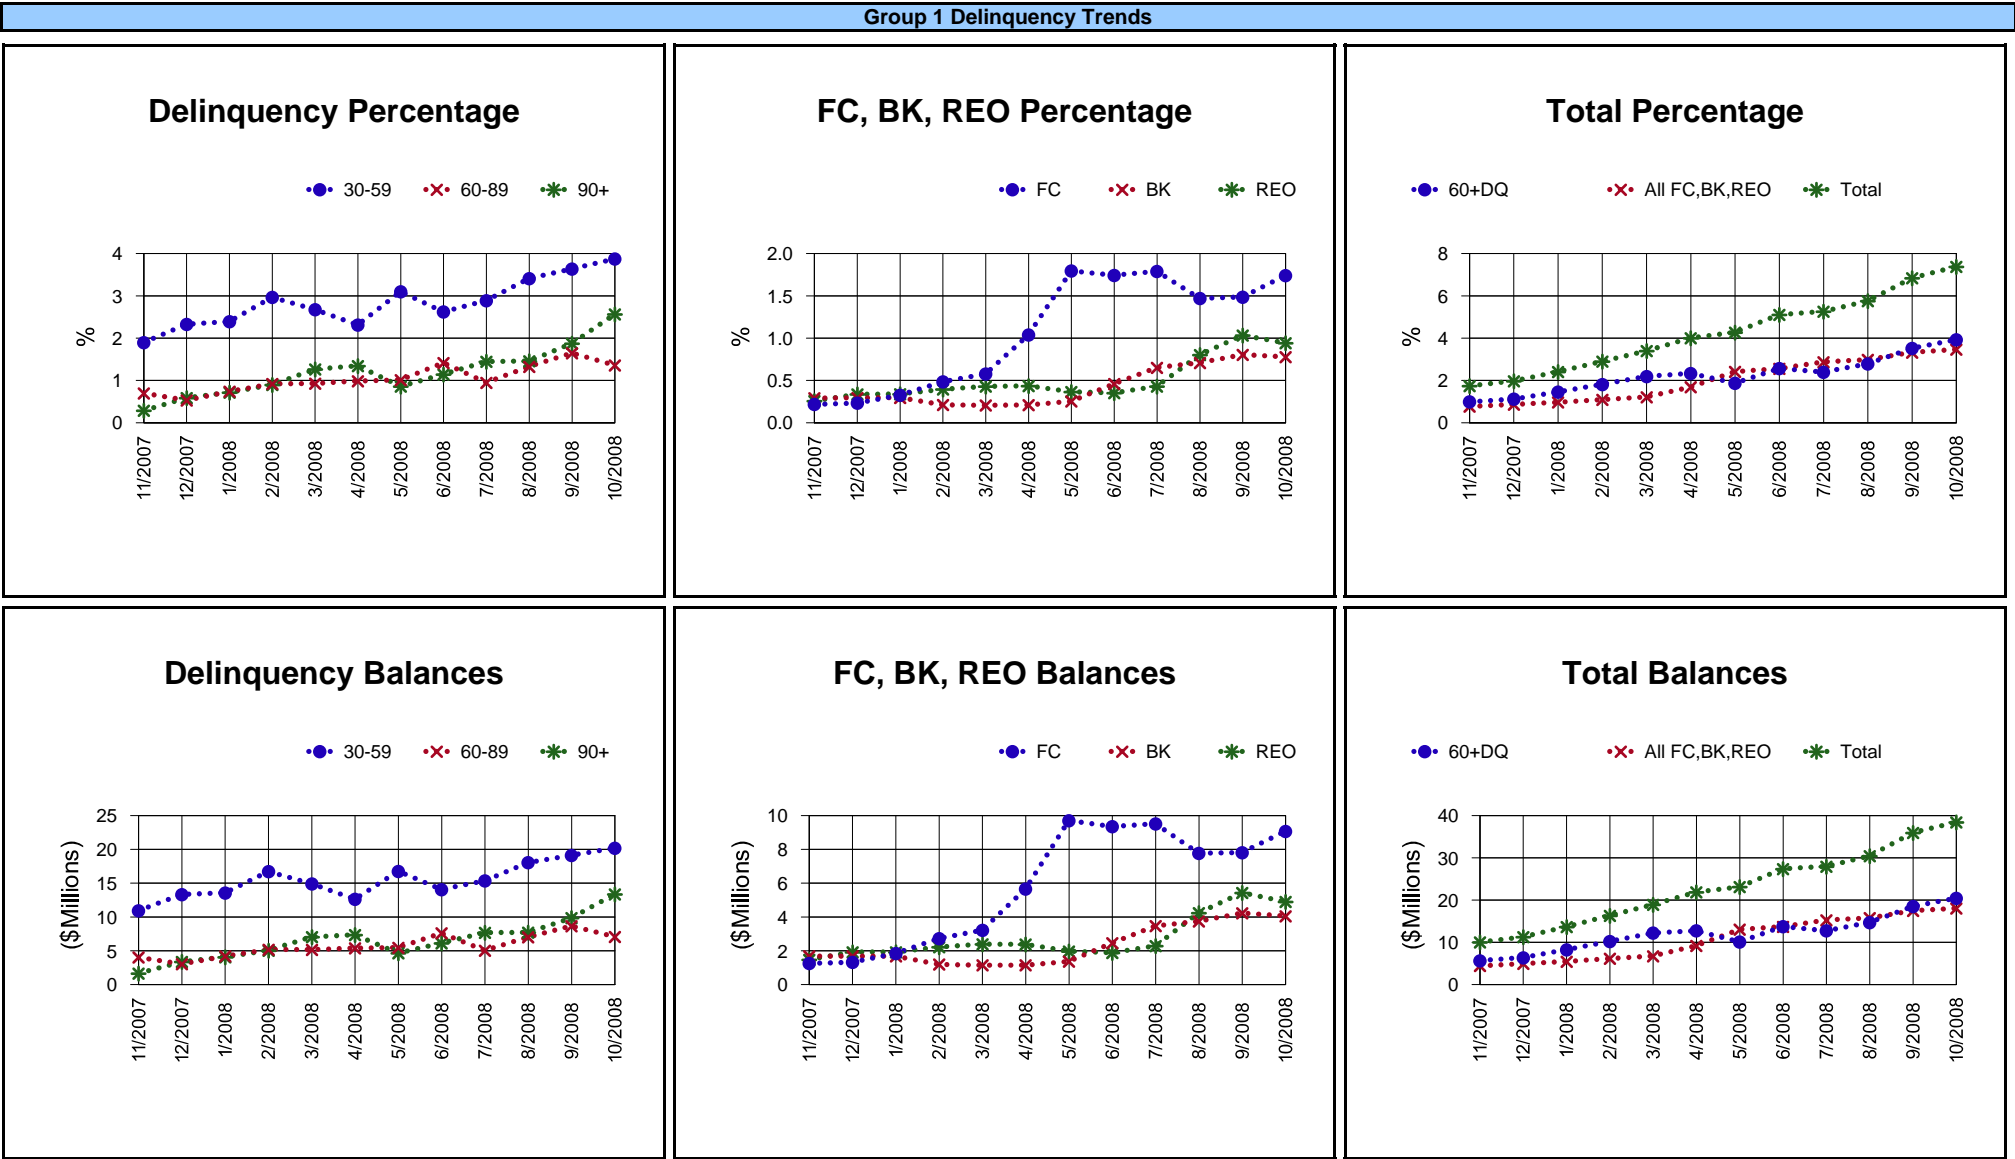 Group 1 Delinquency Trends
Delinquency Percentage
30-59 60-89 90+
%
4
3
2
1
0
11/2007 12/2007 1/2008 2/2008 3/2008 4/2008 5/2008 6/2008 7/2008 8/2008 9/2008 10/2008
FC, BK, REO Percentage
FC BK REO
%
2.0
1.5
1.0
0.5
0.0
11/2007 12/2007 1/2008 2/2008 3/2008 4/2008 5/2008 6/2008 7/2008 8/2008 9/2008 10/2008
Total Percentage
60+DQ All FC,BK,REO Total
%
8
6
4
2
0
11/2007 12/2007 1/2008 2/2008 3/2008 4/2008 5/2008 6/2008 7/2008 8/2008 9/2008 10/2008
Delinquency Balances
30-59 60-89 90+
($Millions)
25
20
15
10
5
0
11/2007 12/2007 1/2008 2/2008 3/2008 4/2008 5/2008 6/2008 7/2008 8/2008 9/2008 10/2008
FC, BK, REO Balances
FC BK REO
($Millions)
10
8
6
4
2
0
11/2007 12/2007 1/2008 2/2008 3/2008 4/2008 5/2008 6/2008 7/2008 8/2008 9/2008 10/2008
Total Balances
60+DQ All FC,BK,REO Total
($Millions)
40
30
20
10
0
11/2007 12/2007 1/2008 2/2008 3/2008 4/2008 5/2008 6/2008 7/2008 8/2008 9/2008 10/2008